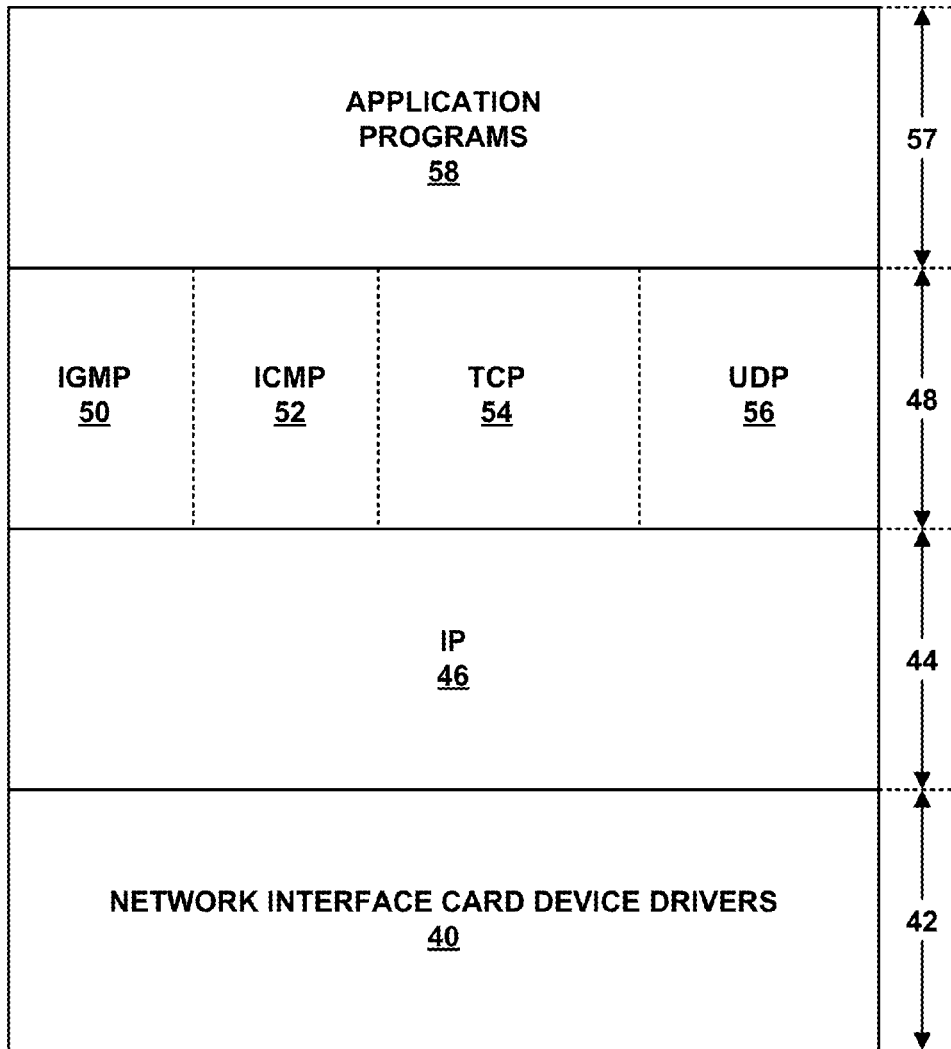 APPLICATION
PROGRAMS
58
57
IGMP
50
ICMP
52
TCP
54
UDP
56
48
IP
46
44
NETWORK INTERFACE CARD DEVICE DRIVERS
40
42